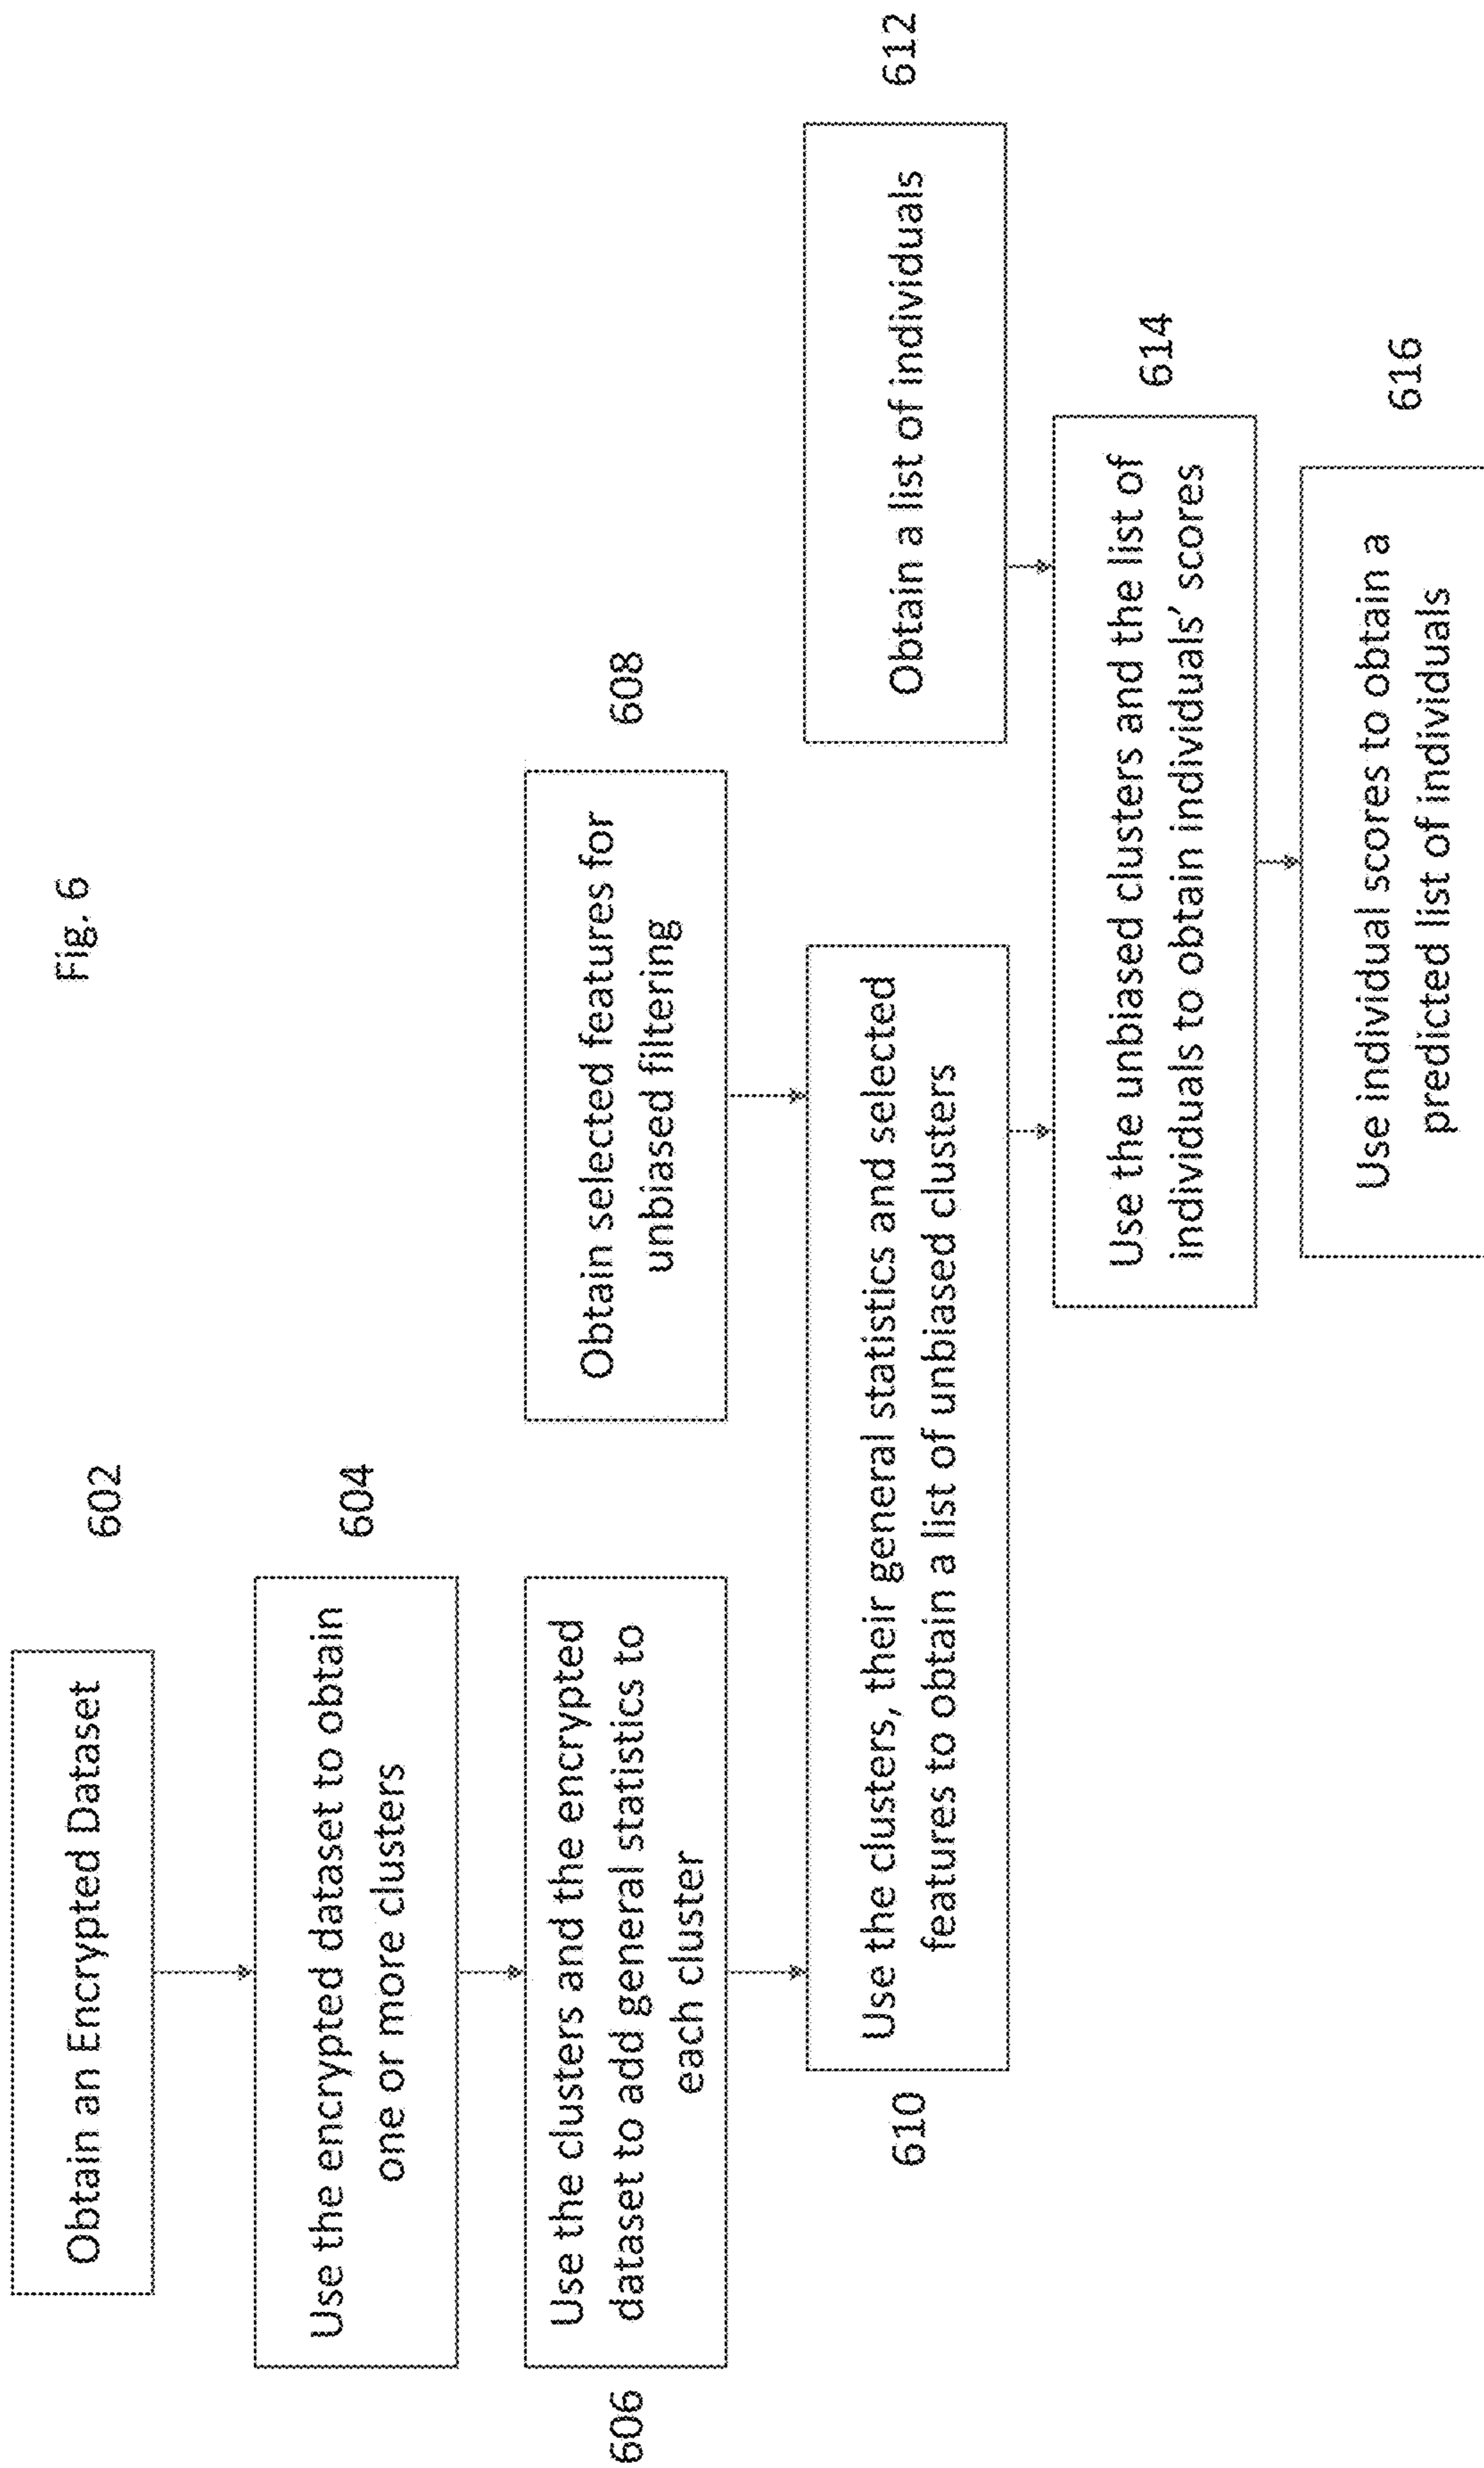 Fig. 6
Obtain an Encrypted Dataset
602
Use the encrypted dataset to obtain
one or more clusters
604
606
Use the clusters and the encrypted
dataset to add general statistics to
each cluster
Obtain selected features for
unbiased filtering
608
610
Use the clusters, their general statistics and selected
features to obtain a list of unbiased clusters
Obtain a list of individuals
612
Use the unbiased clusters and the list of
individuals to obtain individuals’ scores
614
Use individual scores to obtain a
predicted list of individuals
616